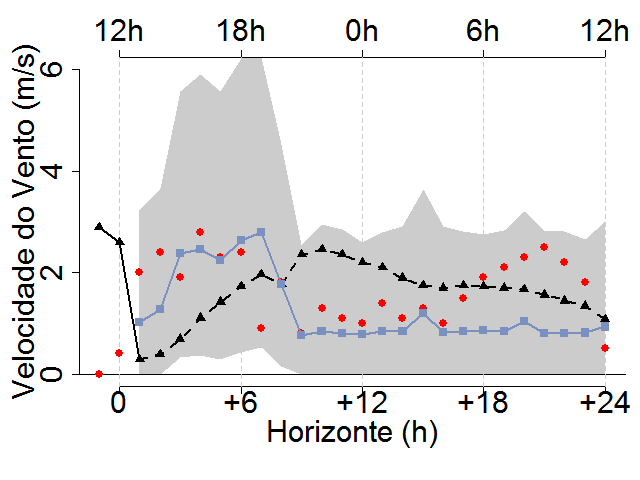 12h 18h 0h 6h 12h
Velocidade do Vento (m/s)
6
4
2
0
0 +6 +12 +18 +24
Horizonte (h)